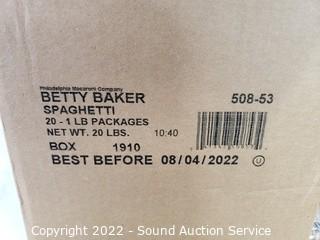 Philadelphia Macaroni Company
BETTY BAKER 508-53
SPAGHETTI
20 - 1 LB PACKAGES
NET WT. 20 LBS. 10:40
BOX 1910
BEST BEFORE 08/04/2022 U
Copyright 2022 - Sound Auction Service